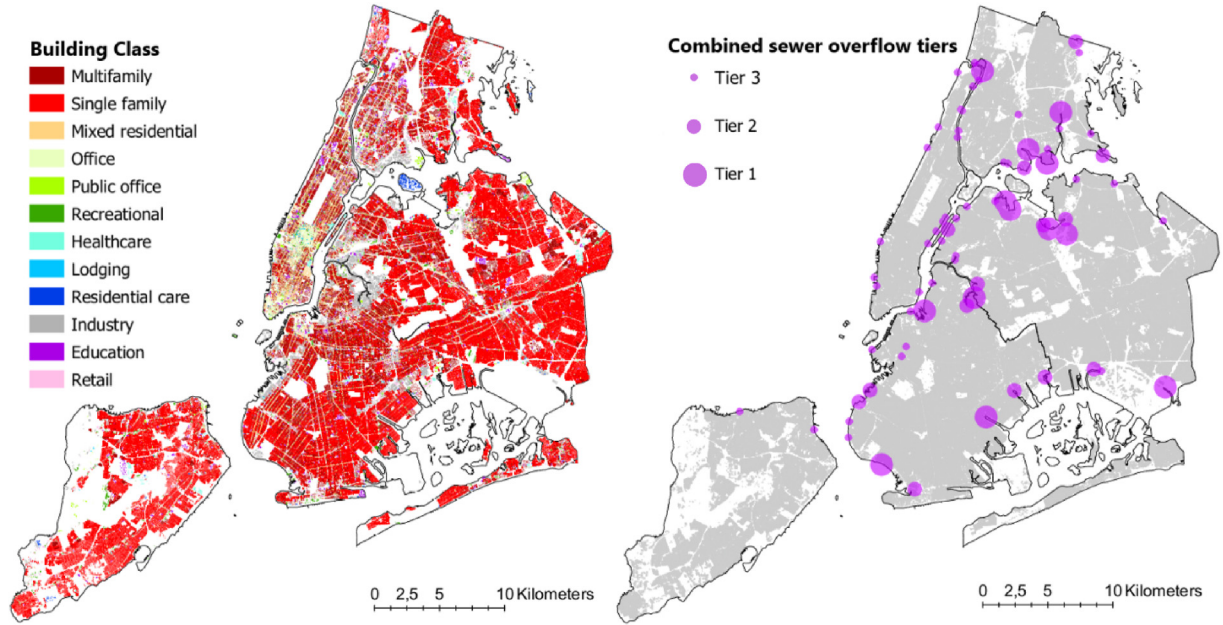 Building Class
Multifamily
Single family
Mixed residential
Office
Public office
Recreational
Healthcare
Lodging
Residential care
Industry
Education
Retail
0 2,5 5 10 Kilometers
Combined sewer overflow tiers
Tier 3
Tier 2
Tier 1
0 2,5 5 10 Kilometers